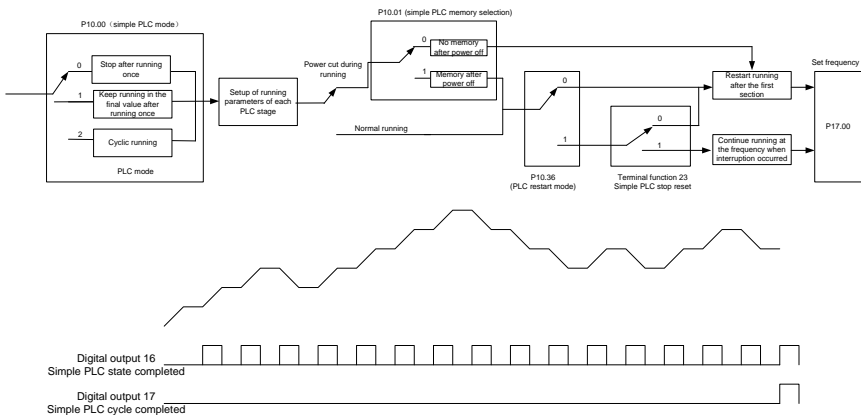 P10.00（simple PLC mode）
0
Stop after running
once
1
Keep running in the
final value after
running once
2
Cyclic running
PLC mode
Setup of running
parameters of each
PLC stage
Power cut during
running
Normal running
P10.01 (simple PLC memory selection)
0
No memory
after power off
1
Memory after
power off
0
1
P10.36
(PLC restart mode)
0
1
Terminal function 23
Simple PLC stop reset
Restart running
after the first
section
Continue running at
the frequency when
interruption occurred
Set frequency
P17.00
Digital output 16
Simple PLC state completed
Digital output 17
Simple PLC cycle completed